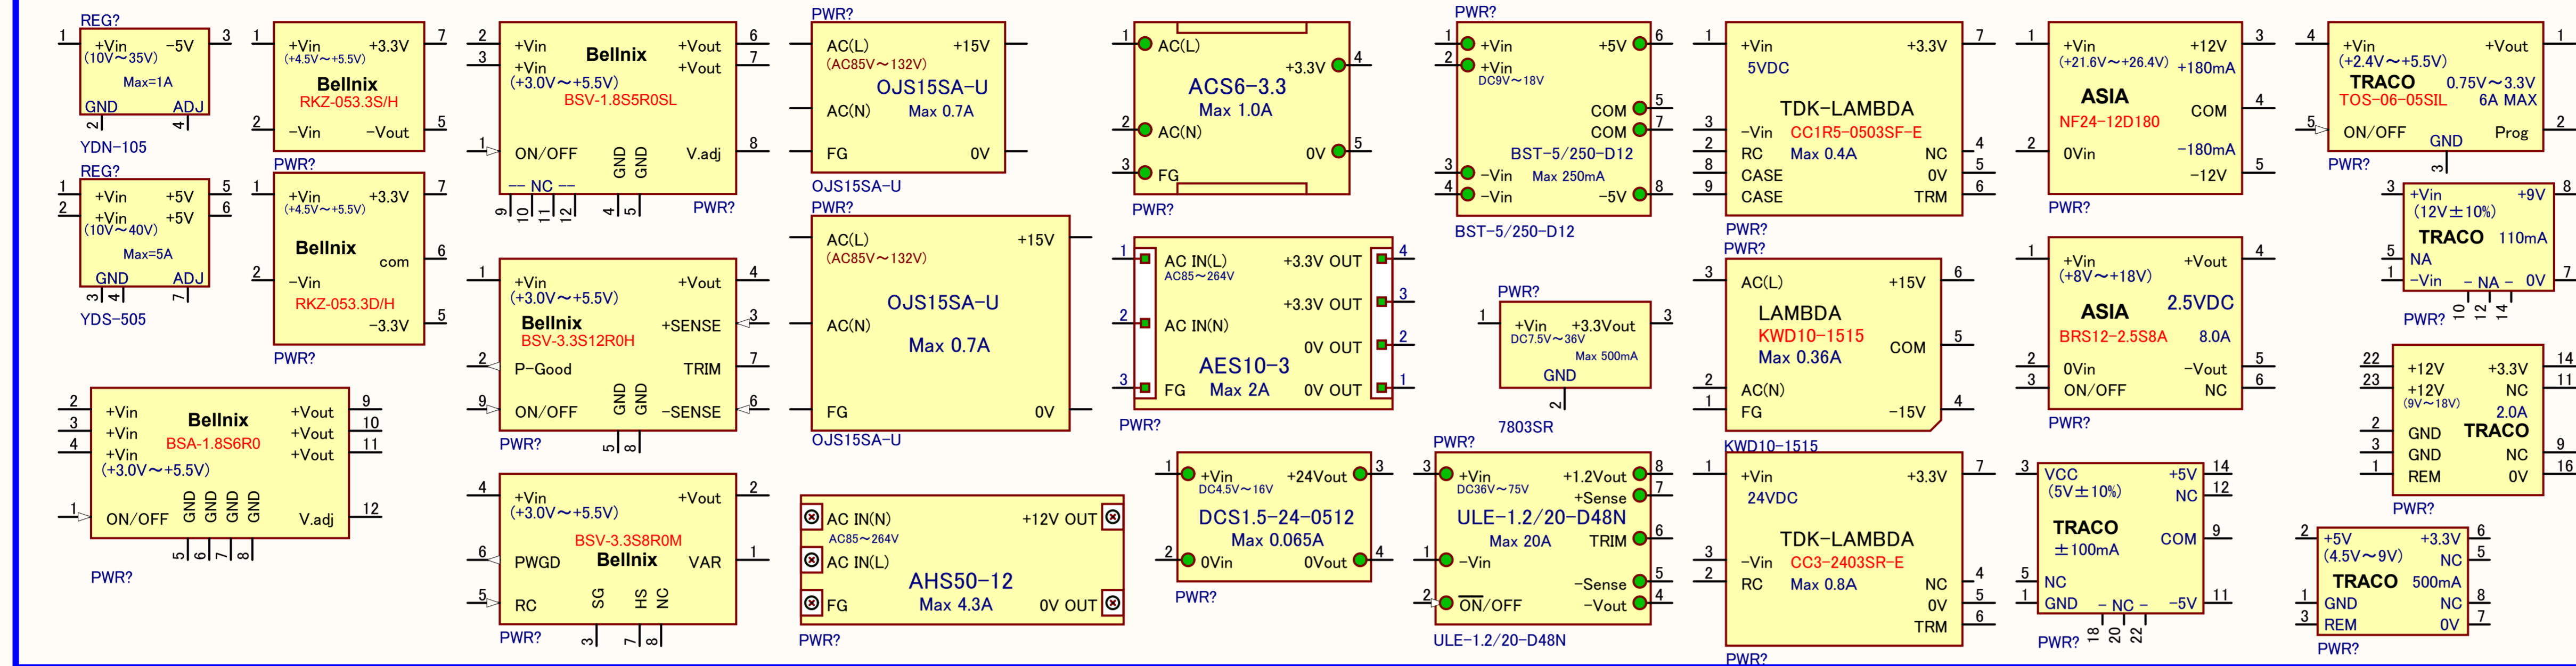 REG?
1 +Vin -5V 3
(10V～35V)
Max=1A
GND ADJ
2 4
YDN-105
REG?
1 +Vin +5V 5
2 +Vin +5V 6
(10V～40V)
Max=5A
GND ADJ
3 4 7
YDS-505
1 +Vin +3.3V 7
(+4.5V～+5.5V)
Bellnix
RKZ-053.3S/H
2 -Vin -Vout 5
PWR?
1 +Vin +3.3V 7
(+4.5V～+5.5V)
Bellnix
com 6
2 -Vin
RKZ-053.3D/H
-3.3V 5
PWR?
2 +Vin Bellnix +Vout 9
3 +Vin BSA-1.8S6R0 +Vout 10
4 +Vin +Vout 11
(+3.0V～+5.5V)
GND GND GND GND
1 ON/OFF V.adj 12
5 6 7 8
PWR?
2 +Vin Bellnix +Vout 6
3 +Vin +Vout 7
(+3.0V～+5.5V)
BSV-1.8S5R0SL
1 ON/OFF GND GND V.adj 8
-- NC --
9 10 11 12 4 5
PWR?
1 +Vin +Vout 4
(+3.0V～+5.5V)
Bellnix +SENSE 3
BSV-3.3S12R0H
2 P-Good TRIM 7
9 ON/OFF GND GND -SENSE 6
5 8
PWR?
4 +Vin +Vout 2
(+3.0V～+5.5V)
BSV-3.3S8R0M
6 PWGD Bellnix VAR 1
5 RC SG HS NC
3 7 8
PWR?
PWR?
AC(L) +15V
(AC85V～132V)
OJS15SA-U
AC(N) Max 0.7A
FG 0V
OJS15SA-U
PWR?
AC(L) +15V
(AC85V～132V)
OJS15SA-U
AC(N)
Max 0.7A
FG 0V
OJS15SA-U
AC IN(N) +12V OUT
AC85～264V
AC IN(L)
AHS50-12
FG Max 4.3A 0V OUT
PWR?
1 AC(L)
+3.3V 4
ACS6-3.3
Max 1.0A
2 AC(N)
0V 5
3 FG
PWR?
1 AC IN(L) +3.3V OUT 4
AC85～264V
+3.3V OUT 3
2 AC IN(N)
0V OUT 2
AES10-3
3 FG Max 2A 0V OUT 1
PWR?
1 +Vin +24Vout 3
DC4.5V～16V
DCS1.5-24-0512
Max 0.065A
2 0Vin 0Vout 4
PWR?
PWR?
1 +Vin +5V 6
2 +Vin
DC9V～18V
COM 5
COM 7
BST-5/250-D12
3 -Vin Max 250mA
4 -Vin -5V 8
BST-5/250-D12
PWR?
1 +Vin +3.3Vout 3
DC7.5V～36V
Max 500mA
GND
2
7803SR
PWR?
3 +Vin +1.2Vout 8
DC36V～75V
+Sense 7
ULE-1.2/20-D48N
Max 20A TRIM 6
1 -Vin
-Sense 5
2 ON/OFF -Vout 4
ULE-1.2/20-D48N
1 +Vin +3.3V 7
5VDC
TDK-LAMBDA
3 -Vin CC1R5-0503SF-E
2 RC Max 0.4A NC 4
8 CASE 0V 5
9 CASE TRM 6
PWR?
PWR?
3 AC(L) +15V 6
LAMBDA
KWD10-1515
Max 0.36A COM 5
2 AC(N)
1 FG -15V 4
KWD10-1515
1 +Vin +3.3V 7
24VDC
TDK-LAMBDA
3 -Vin CC3-2403SR-E
2 RC Max 0.8A NC 4
0V 5
TRM 6
PWR?
1 +Vin +12V 3
(+21.6V～+26.4V) +180mA
ASIA COM 4
NF24-12D180
2 0Vin -180mA
-12V 5
PWR?
1 +Vin +Vout 4
(+8V～+18V)
ASIA 2.5VDC
BRS12-2.5S8A 8.0A
2 0Vin -Vout 5
3 ON/OFF NC 6
PWR?
3 VCC +5V 14
(5V±10%) NC 12
TRACO COM 9
±100mA
5 NC
1 GND - NC - -5V 11
PWR? 18 20 22
4 +Vin +Vout 1
(+2.4V～+5.5V)
TRACO 0.75V～3.3V
TOS-06-05SIL 6A MAX
5 ON/OFF Prog 2
GND
PWR? 3
3 +Vin +9V 8
(12V±10%)
TRACO 110mA
5 NA
1 -Vin - NA - 0V 7
PWR? 10 12 14
22 +12V +3.3V 14
23 +12V NC 11
(9V～18V) 2.0A
2 GND TRACO
3 GND NC 9
1 REM 0V 16
PWR?
2 +5V +3.3V 6
(4.5V～9V) NC 5
TRACO 500mA
1 GND NC 8
3 REM 0V 7
PWR?